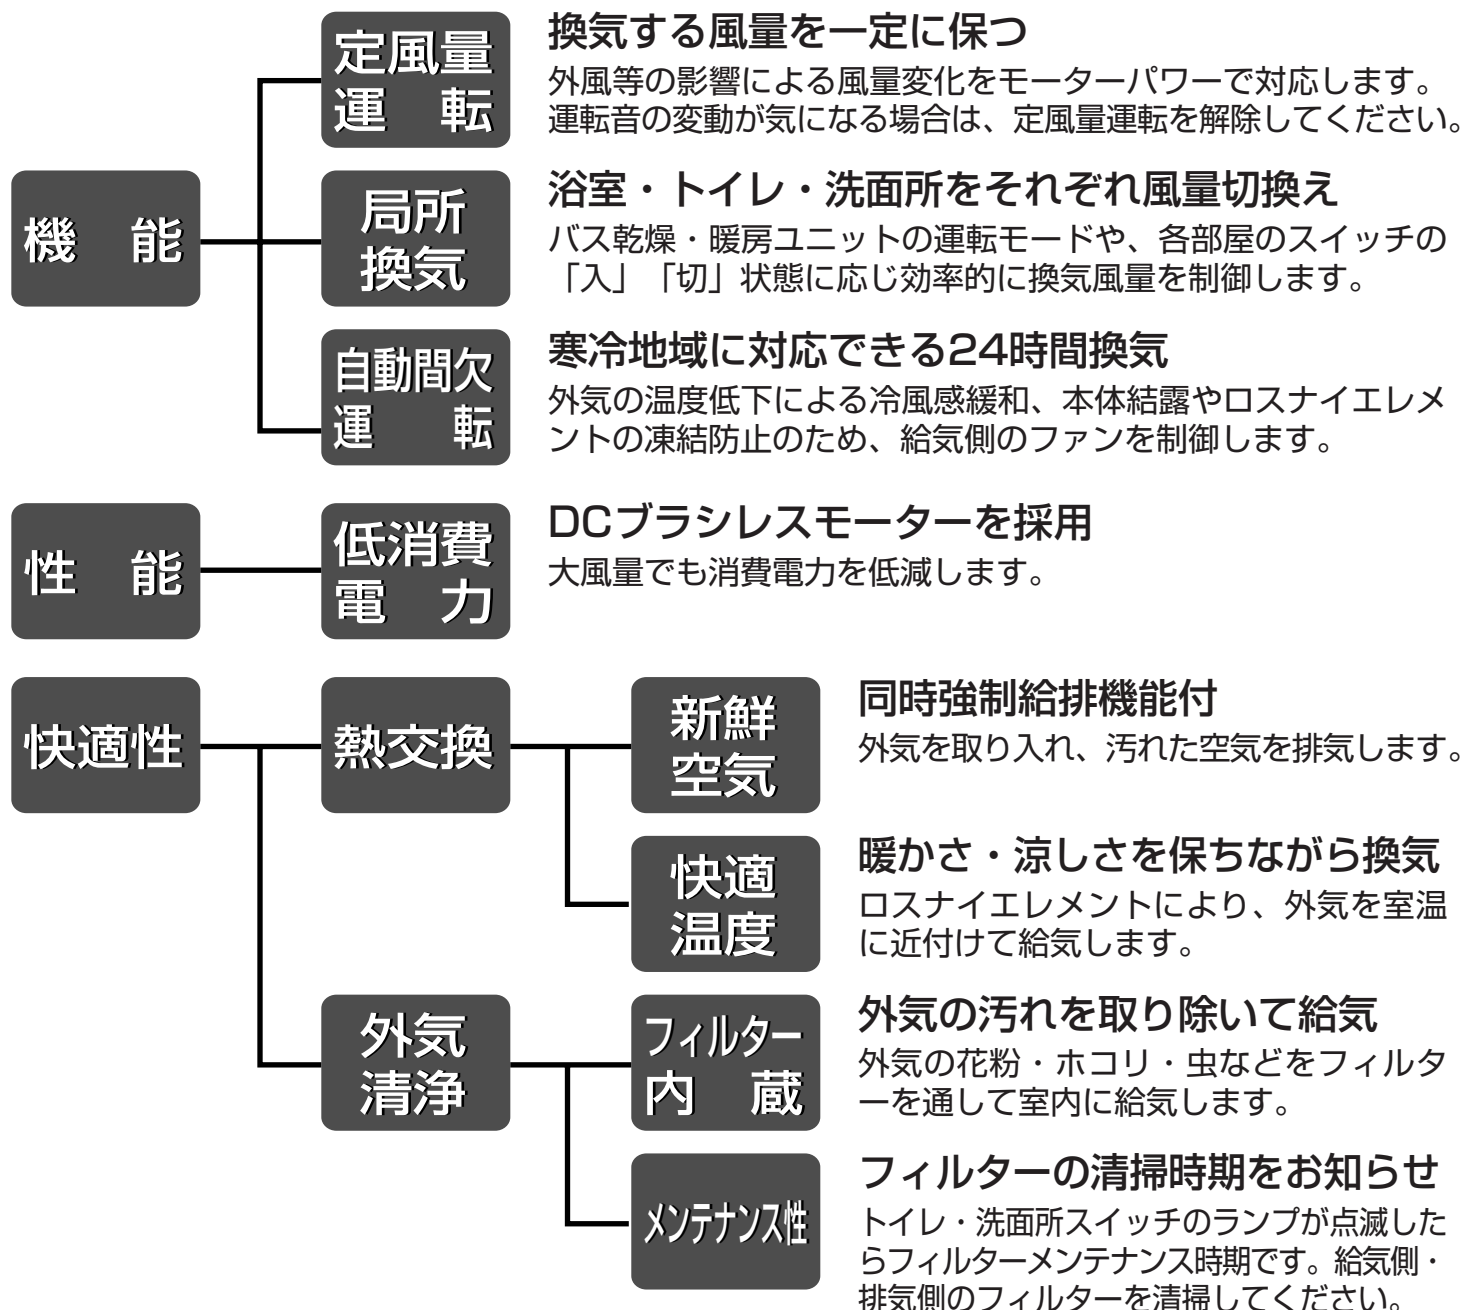 機　能
定風量
運　転
換気する風量を一定に保つ
外風等の影響による風量変化をモーターパワーで対応します。
運転音の変動が気になる場合は、定風量運転を解除してください。
局所
換気
浴室・トイレ・洗面所をそれぞれ風量切換え
バス乾燥・暖房ユニットの運転モードや、各部屋のスイッチの
「入」「切」状態に応じ効率的に換気風量を制御します。
自動間欠
運　転
寒冷地域に対応できる24時間換気
外気の温度低下による冷風感緩和、本体結露やロスナイエレメ
ントの凍結防止のため、給気側のファンを制御します。
性　能
低消費
電　力
DCブラシレスモーターを採用
大風量でも消費電力を低減します。
快適性
熱交換
新鮮
空気
同時強制給排機能付
外気を取り入れ、汚れた空気を排気します。
快適
温度
暖かさ・涼しさを保ちながら換気
ロスナイエレメントにより、外気を室温
に近付けて給気します。
外気
清浄
フィルター
内　蔵
外気の汚れを取り除いて給気
外気の花粉・ホコリ・虫などをフィルタ
ーを通して室内に給気します。
メンテナンス性
フィルターの清掃時期をお知らせ
トイレ・洗面所スイッチのランプが点滅した
らフィルターメンテナンス時期です。給気側・
排気側のフィルターを清掃してください。